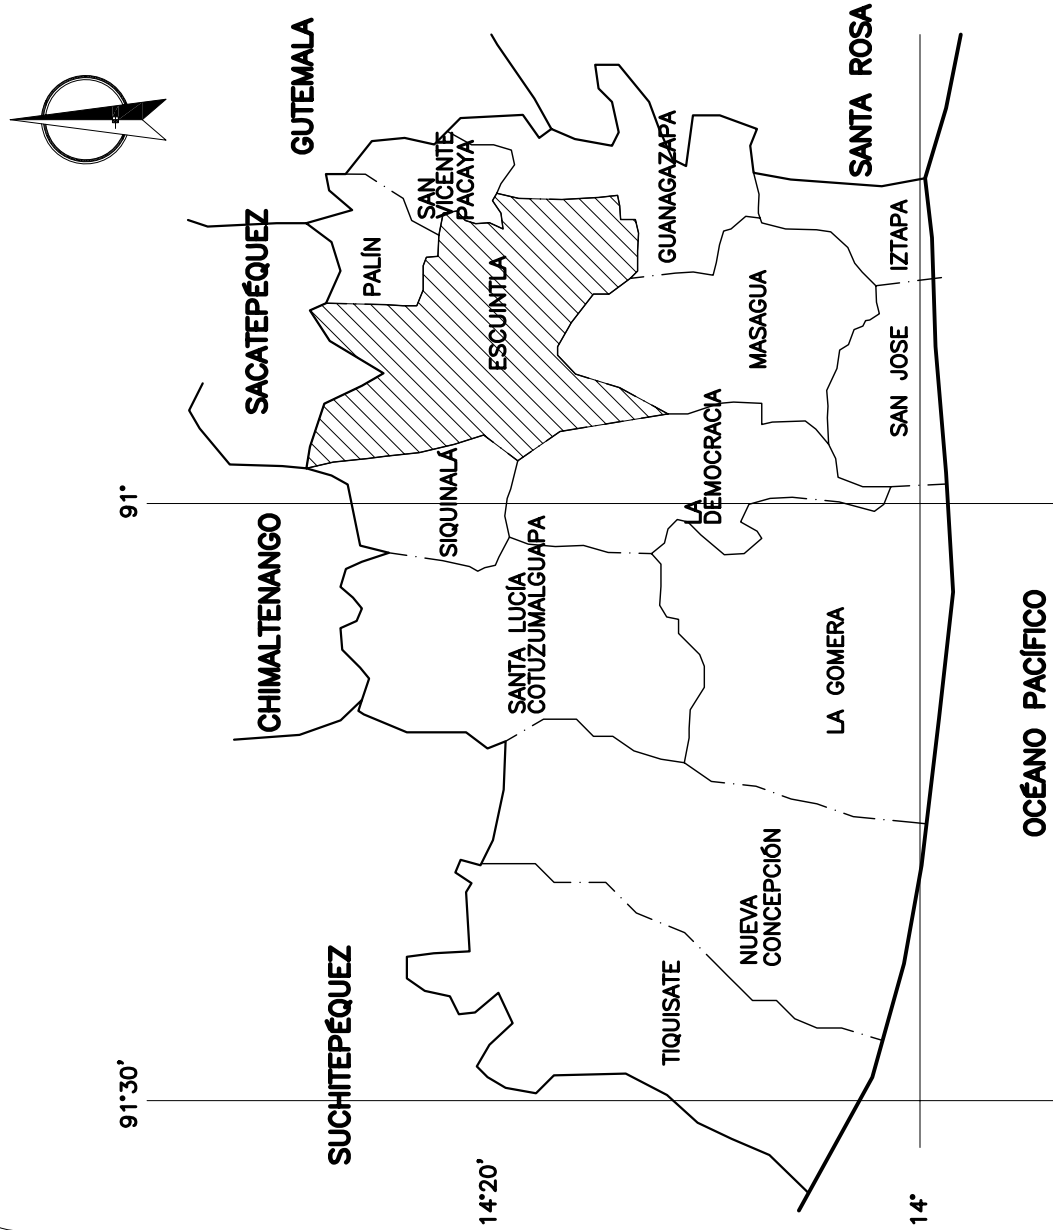 91°30'
91°
SUCHITEPÉQUEZ
CHIMALTENANGO
SACATEPÉQUEZ
GUTEMALA
PALÍN
SAN
VICENTE
PACAYA
14°20'
SIQUINALÁ
ESCUINTLA
SANTA LUCÍA
COTUZUMALGUAPA
TIQUISATE
GUANAGAZAPA
LA
DEMOCRACIA
NUEVA
CONCEPCIÓN
MASAGUA
LA GOMERA
SANTA ROSA
SAN JOSE
IZTAPA
14°
OCÉANO PACÍFICO